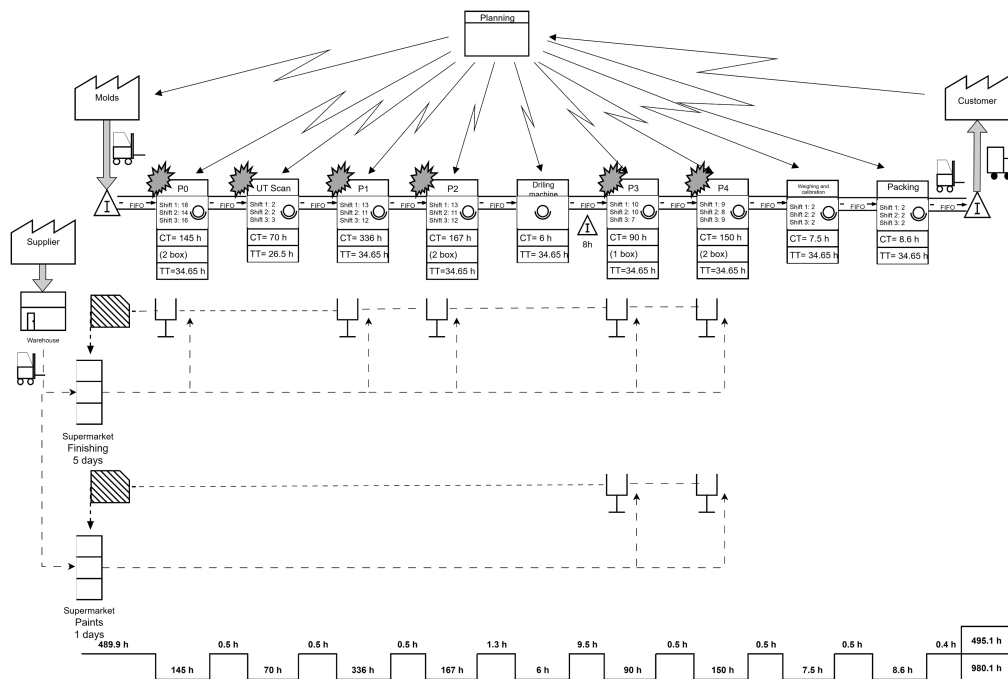 Planning
Molds
Customer
I
FIFO
P0
Shift 1: 18
Shift 2: 14
Shift 3: 16
CT= 145 h
(2 box)
TT=34.65 h
FIFO
UT Scan
Shift 1: 2
Shift 2: 2
Shift 3: 3
CT= 70 h
TT= 26.5 h
FIFO
P1
Shift 1: 13
Shift 2: 11
Shift 3: 12
CT= 336 h
TT= 34.65 h
FIFO
P2
Shift 1: 13
Shift 2: 11
Shift 3: 12
CT= 167 h
(2 box)
TT=34.65 h
FIFO
Driling
machine
CT= 6 h
TT= 34.65 h
FIFO
I
8h
P3
Shift 1: 10
Shift 2: 10
Shift 3: 7
CT= 90 h
(1 box)
TT=34.65 h
FIFO
P4
Shift 1: 9
Shift 2: 8
Shift 3: 9
CT= 150 h
(2 box)
TT=34.65 h
FIFO
Weighing and
calibration
Shift 1: 2
Shift 2: 2
Shift 3: 2
CT= 7.5 h
TT= 34.65 h
FIFO
Packing
Shift 1: 2
Shift 2: 2
Shift 3: 2
CT= 8.6 h
TT= 34.65 h
FIFO
I
Supplier
Warehouse
Supermarket
Finishing
5 days
Supermarket
Paints
1 days
489.9 h 0.5 h 0.5 h 0.5 h 1.3 h 9.5 h 0.5 h 0.5 h 0.5 h 0.4 h 495.1 h
145 h 70 h 336 h 167 h 6 h 90 h 150 h 7.5 h 8.6 h 980.1 h